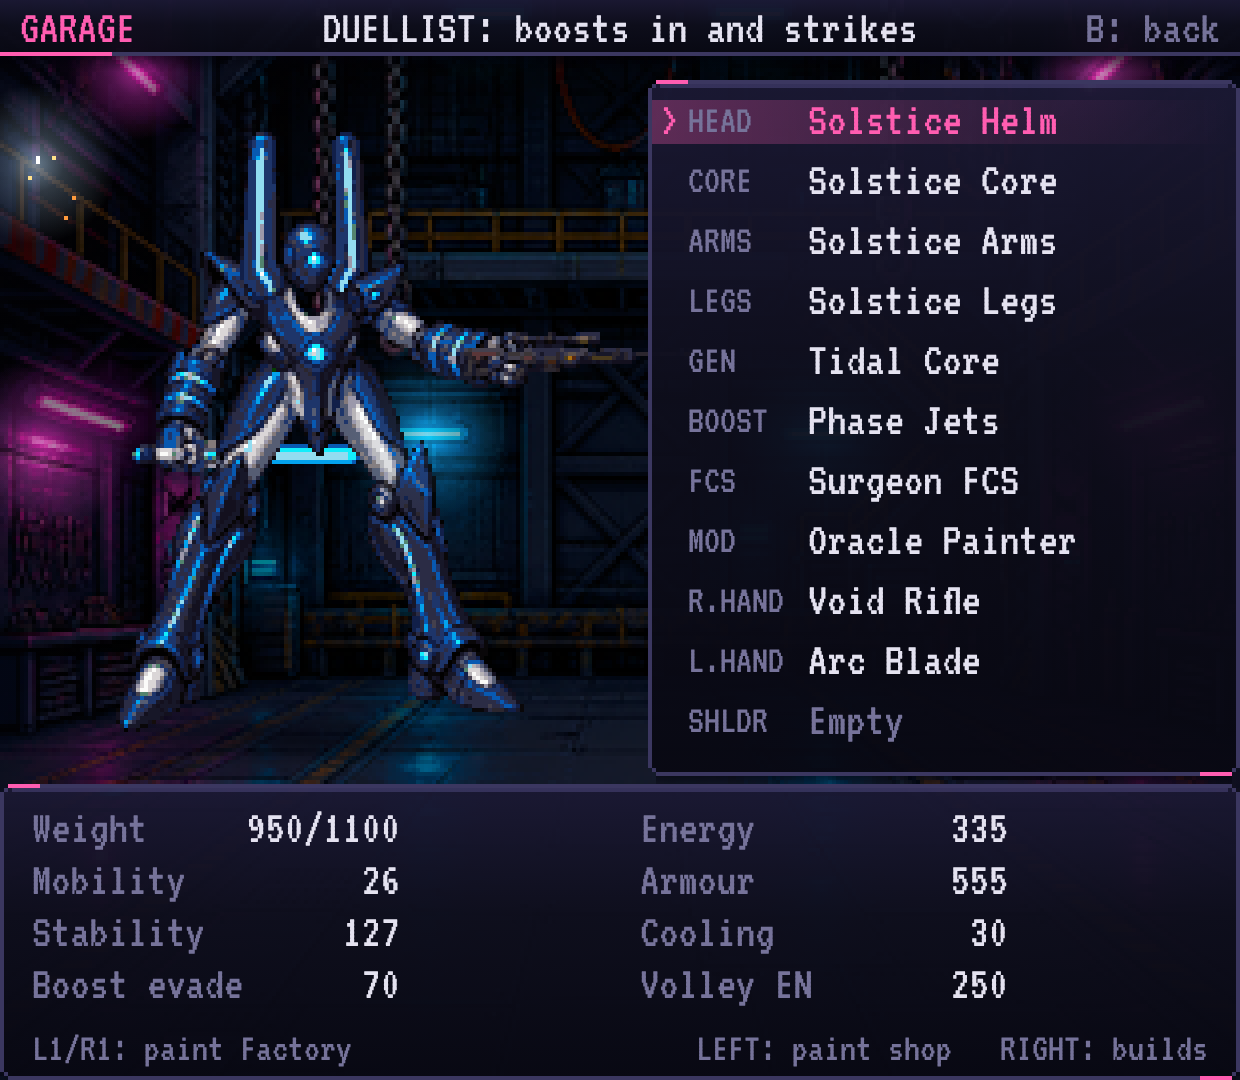 GARAGE DUELLIST: boosts in and strikes B: back
HEAD Solstice Helm
CORE Solstice Core
ARMS Solstice Arms
LEGS Solstice Legs
GEN Tidal Core
BOOST Phase Jets
FCS Surgeon FCS
MOD Oracle Painter
R.HAND Void Rifle
L.HAND Arc Blade
SHLDR Empty
Weight 950/1100 Energy 335
Mobility 26 Armour 555
Stability 127 Cooling 30
Boost evade 70 Volley EN 250
L1/R1: paint Factory LEFT: paint shop RIGHT: builds